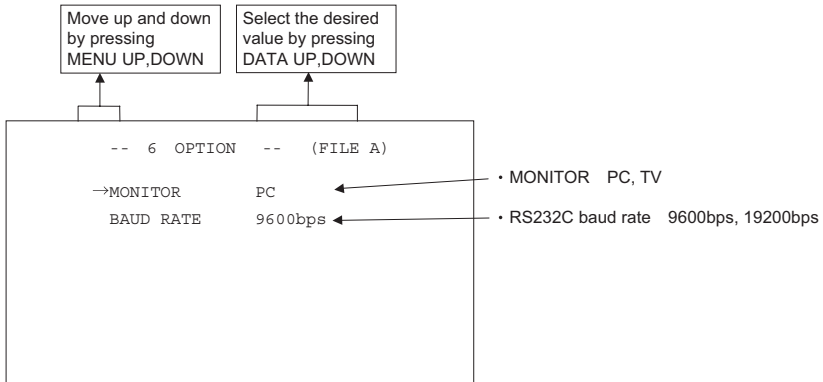 Move up and down
by pressing
MENU UP,DOWN
Select the desired
value by pressing
DATA UP,DOWN
-- 6 OPTION -- (FILE A)
→MONITOR PC
BAUD RATE 9600bps
・MONITOR PC, TV
・RS232C baud rate 9600bps, 19200bps